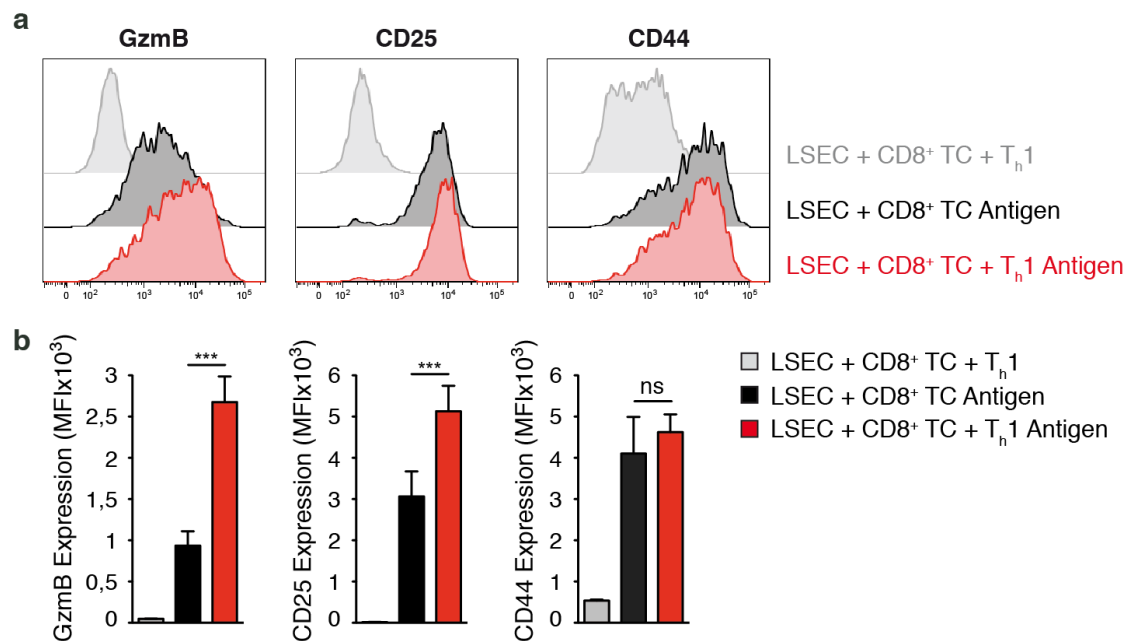 a
GzmB
CD25
CD44
LSEC + CD8⁺ TC + Tₕ1
LSEC + CD8⁺ TC Antigen
LSEC + CD8⁺ TC + Tₕ1 Antigen
0 10² 10³ 10⁴ 10⁵
0 10² 10³ 10⁴ 10⁵
0 10² 10³ 10⁴ 10⁵
b
GzmB Expression (MFIx10³)
3
2,5
2
1,5
1
0,5
0
***
CD25 Expression (MFIx10³)
6
5
4
3
2
1
0
***
CD44 Expression (MFIx10³)
6
5
4
3
2
1
0
ns
LSEC + CD8⁺ TC + Tₕ1
LSEC + CD8⁺ TC Antigen
LSEC + CD8⁺ TC + Tₕ1 Antigen